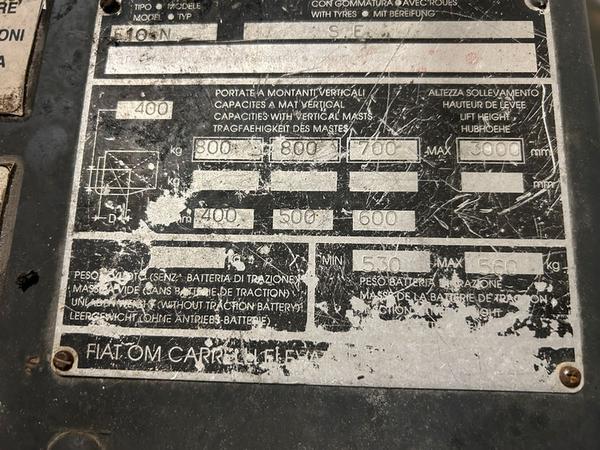 RE
IONI
A
TIPO • MODELE
MODEL • TYP
CON GOMMATURA • AVEC ROUES
WITH TYRES • MIT BEREIFUNG
E10 N
S.E.
PORTATE A MONTANTI VERTICALI
CAPACITES A MAT VERTICAL
CAPACITIES WITH VERTICAL MASTS
TRAGFAEHIGKEIT DES MASTES
ALTEZZA SOLLEVAMENTO
HAUTEUR DE LEVEE
LIFT HEIGHT
HUBHOEHE
400
kg 800 800 700 MAX 3000 mm
mm
D mm 400 500 600
MIN 530 MAX 560 kg
PESO VUOTO (SENZA BATTERIA DI TRAZIONE)
MASSE A VIDE (SANS BATTERIE DE TRACTION)
UNLADEN WEIGHT (WITHOUT TRACTION BATTERY)
LEERGEWICHT (OHNE ANTRIEBS-BATTERIE)
PESO BATTERIA TRAZIONE
MASSE DE LA BATTERIE DE TRACTION
FIAT OM CARRELLI ELEVA